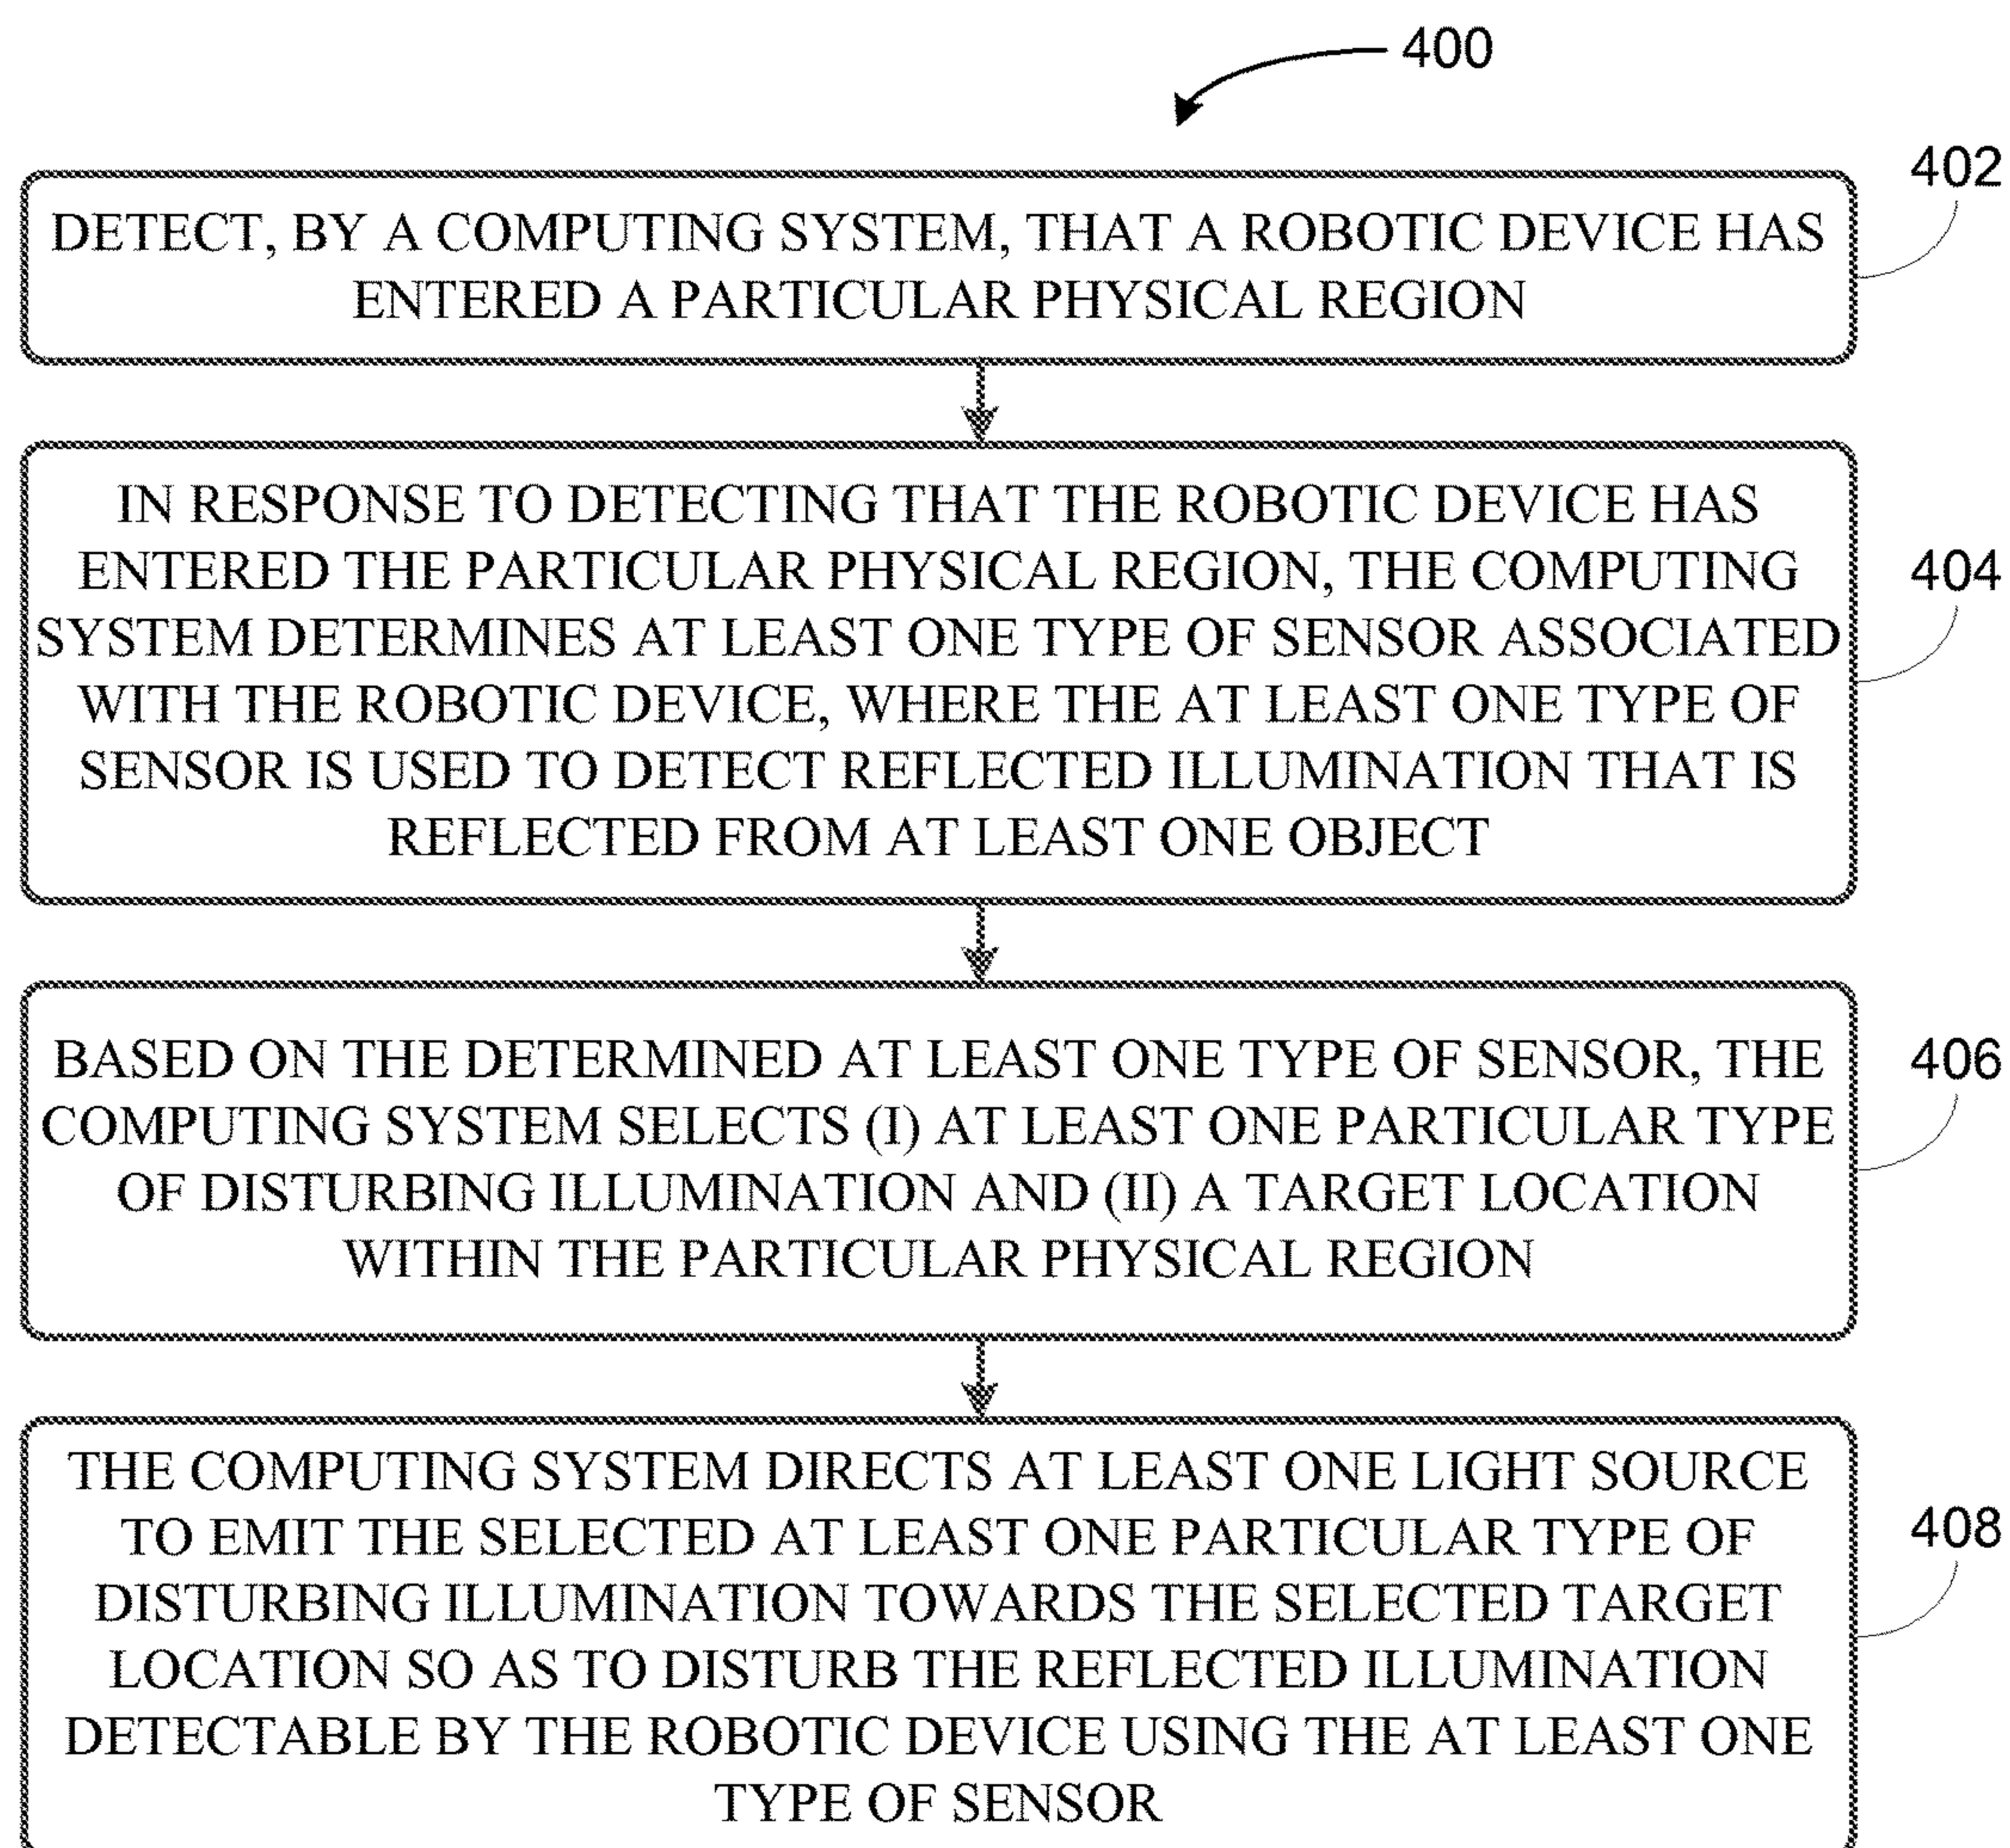 400
402
DETECT, BY A COMPUTING SYSTEM, THAT A ROBOTIC DEVICE HAS
ENTERED A PARTICULAR PHYSICAL REGION
IN RESPONSE TO DETECTING THAT THE ROBOTIC DEVICE HAS
ENTERED THE PARTICULAR PHYSICAL REGION, THE COMPUTING
SYSTEM DETERMINES AT LEAST ONE TYPE OF SENSOR ASSOCIATED
WITH THE ROBOTIC DEVICE, WHERE THE AT LEAST ONE TYPE OF
SENSOR IS USED TO DETECT REFLECTED ILLUMINATION THAT IS
REFLECTED FROM AT LEAST ONE OBJECT
404
BASED ON THE DETERMINED AT LEAST ONE TYPE OF SENSOR, THE
COMPUTING SYSTEM SELECTS (I) AT LEAST ONE PARTICULAR TYPE
OF DISTURBING ILLUMINATION AND (II) A TARGET LOCATION
WITHIN THE PARTICULAR PHYSICAL REGION
406
THE COMPUTING SYSTEM DIRECTS AT LEAST ONE LIGHT SOURCE
TO EMIT THE SELECTED AT LEAST ONE PARTICULAR TYPE OF
DISTURBING ILLUMINATION TOWARDS THE SELECTED TARGET
LOCATION SO AS TO DISTURB THE REFLECTED ILLUMINATION
DETECTABLE BY THE ROBOTIC DEVICE USING THE AT LEAST ONE
TYPE OF SENSOR
408